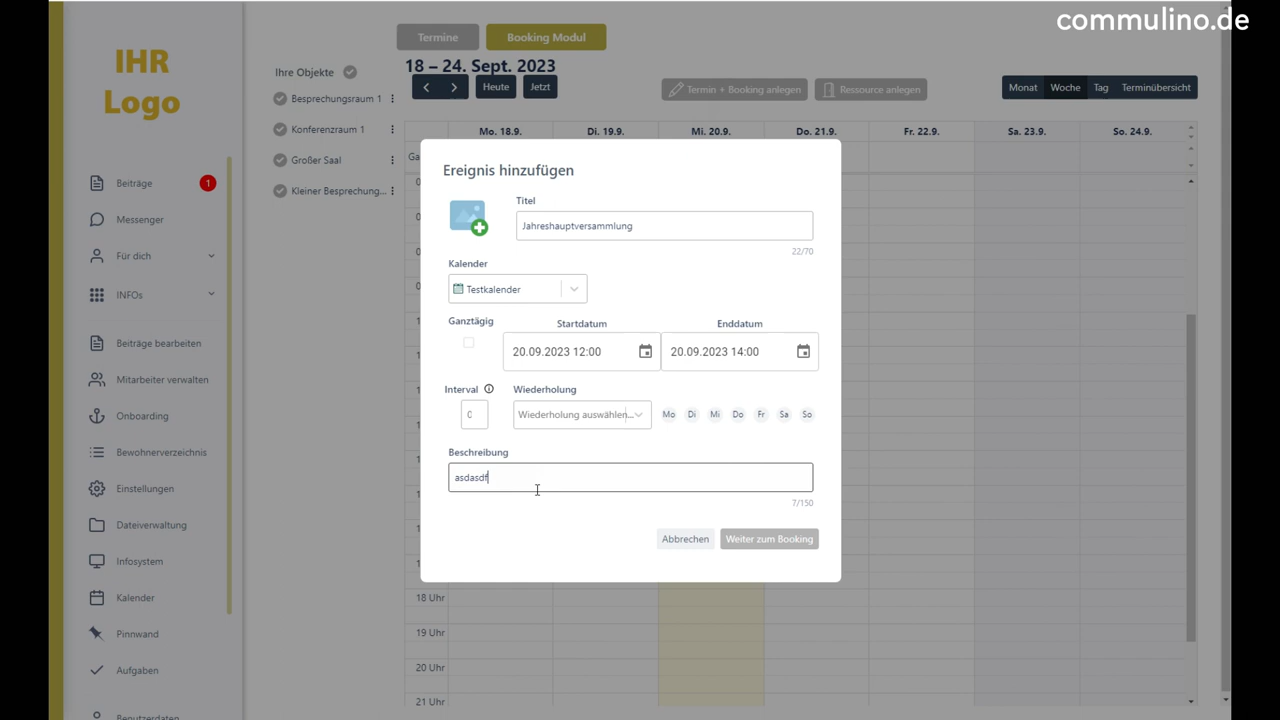 commulino.de
IHR
Logo
Beiträge 1
Messenger
Für dich
INFOs
Beiträge bearbeiten
Mitarbeiter verwalten
Onboarding
Bewohnerverzeichnis
Einstellungen
Dateiverwaltung
Infosystem
Kalender
Pinnwand
Aufgaben
Benutzerdaten
Ihre Objekte
Besprechungsraum 1
Konferenzraum 1
Großer Saal
Kleiner Besprechung...
Termine Booking Modul
18 – 24. Sept. 2023
Heute Jetzt
Termin + Booking anlegen Ressource anlegen
Monat Woche Tag Terminübersicht
Mo. 18.9. Di. 19.9. Mi. 20.9. Do. 21.9. Fr. 22.9. Sa. 23.9. So. 24.9.
Ereignis hinzufügen
Titel
Jahreshauptversammlung
22/70
Kalender
Testkalender
Ganztägig Startdatum Enddatum
20.09.2023 12:00 20.09.2023 14:00
Interval Wiederholung
0 Wiederholung auswählen... Mo Di Mi Do Fr Sa So
Beschreibung
asdasdf
7/150
Abbrechen Weiter zum Booking
18 Uhr
19 Uhr
20 Uhr
21 Uhr